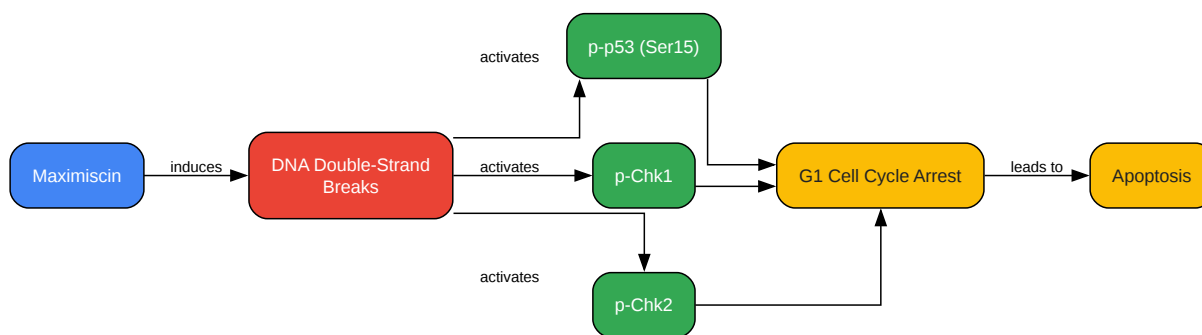 activates
p-p53 (Ser15)
Maximiscin
induces
DNA Double-Strand
Breaks
activates
p-Chk1
G1 Cell Cycle Arrest
leads to
Apoptosis
activates
p-Chk2